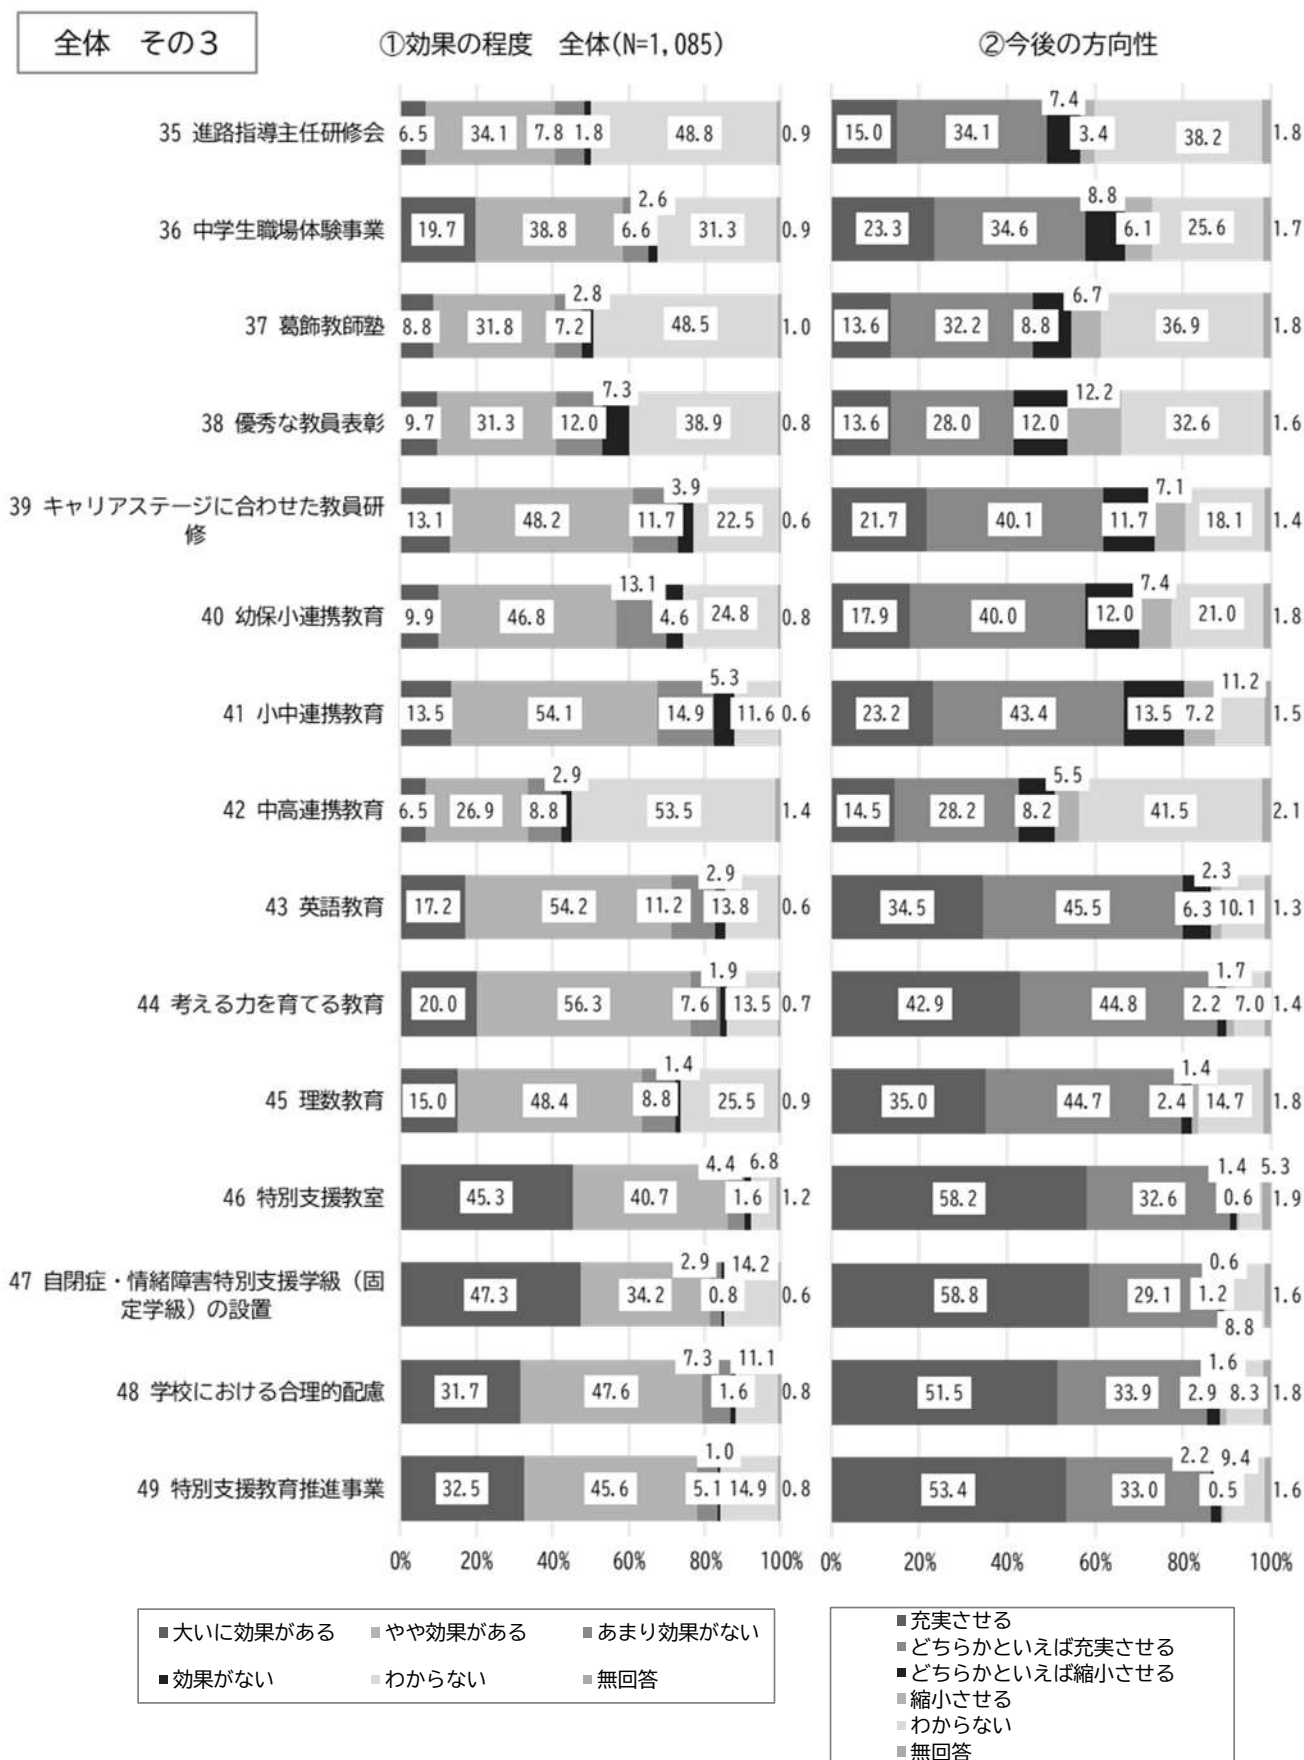 全体　その３
①効果の程度　全体(N=1,085)
②今後の方向性
35 進路指導主任研修会 6.5 34.1 7.8 1.8 48.8 0.9 15.0 34.1 7.4 3.4 38.2 1.8
36 中学生職場体験事業 19.7 38.8 6.6 2.6 31.3 0.9 23.3 34.6 8.8 6.1 25.6 1.7
37 葛飾教師塾 8.8 31.8 7.2 2.8 48.5 1.0 13.6 32.2 8.8 6.7 36.9 1.8
38 優秀な教員表彰 9.7 31.3 12.0 7.3 38.9 0.8 13.6 28.0 12.0 12.2 32.6 1.6
39 キャリアステージに合わせた教員研
修 13.1 48.2 11.7 3.9 22.5 0.6 21.7 40.1 11.7 7.1 18.1 1.4
40 幼保小連携教育 9.9 46.8 13.1 4.6 24.8 0.8 17.9 40.0 12.0 7.4 21.0 1.8
41 小中連携教育 13.5 54.1 14.9 5.3 11.6 0.6 23.2 43.4 13.5 7.2 11.2 1.5
42 中高連携教育 6.5 26.9 8.8 2.9 53.5 1.4 14.5 28.2 8.2 5.5 41.5 2.1
43 英語教育 17.2 54.2 11.2 2.9 13.8 0.6 34.5 45.5 6.3 2.3 10.1 1.3
44 考える力を育てる教育 20.0 56.3 7.6 1.9 13.5 0.7 42.9 44.8 2.2 1.7 7.0 1.4
45 理数教育 15.0 48.4 8.8 1.4 25.5 0.9 35.0 44.7 2.4 1.4 14.7 1.8
46 特別支援教室 45.3 40.7 4.4 1.6 6.8 1.2 58.2 32.6 1.4 0.6 5.3 1.9
47 自閉症・情緒障害特別支援学級（固
定学級）の設置 47.3 34.2 2.9 0.8 14.2 0.6 58.8 29.1 1.2 0.6 8.8 1.6
48 学校における合理的配慮 31.7 47.6 7.3 1.6 11.1 0.8 51.5 33.9 2.9 1.6 8.3 1.8
49 特別支援教育推進事業 32.5 45.6 5.1 1.0 14.9 0.8 53.4 33.0 2.2 0.5 9.4 1.6
0% 20% 40% 60% 80% 100% 0% 20% 40% 60% 80% 100%
大いに効果がある やや効果がある あまり効果がない
効果がない わからない 無回答
充実させる
どちらかといえば充実させる
どちらかといえば縮小させる
縮小させる
わからない
無回答